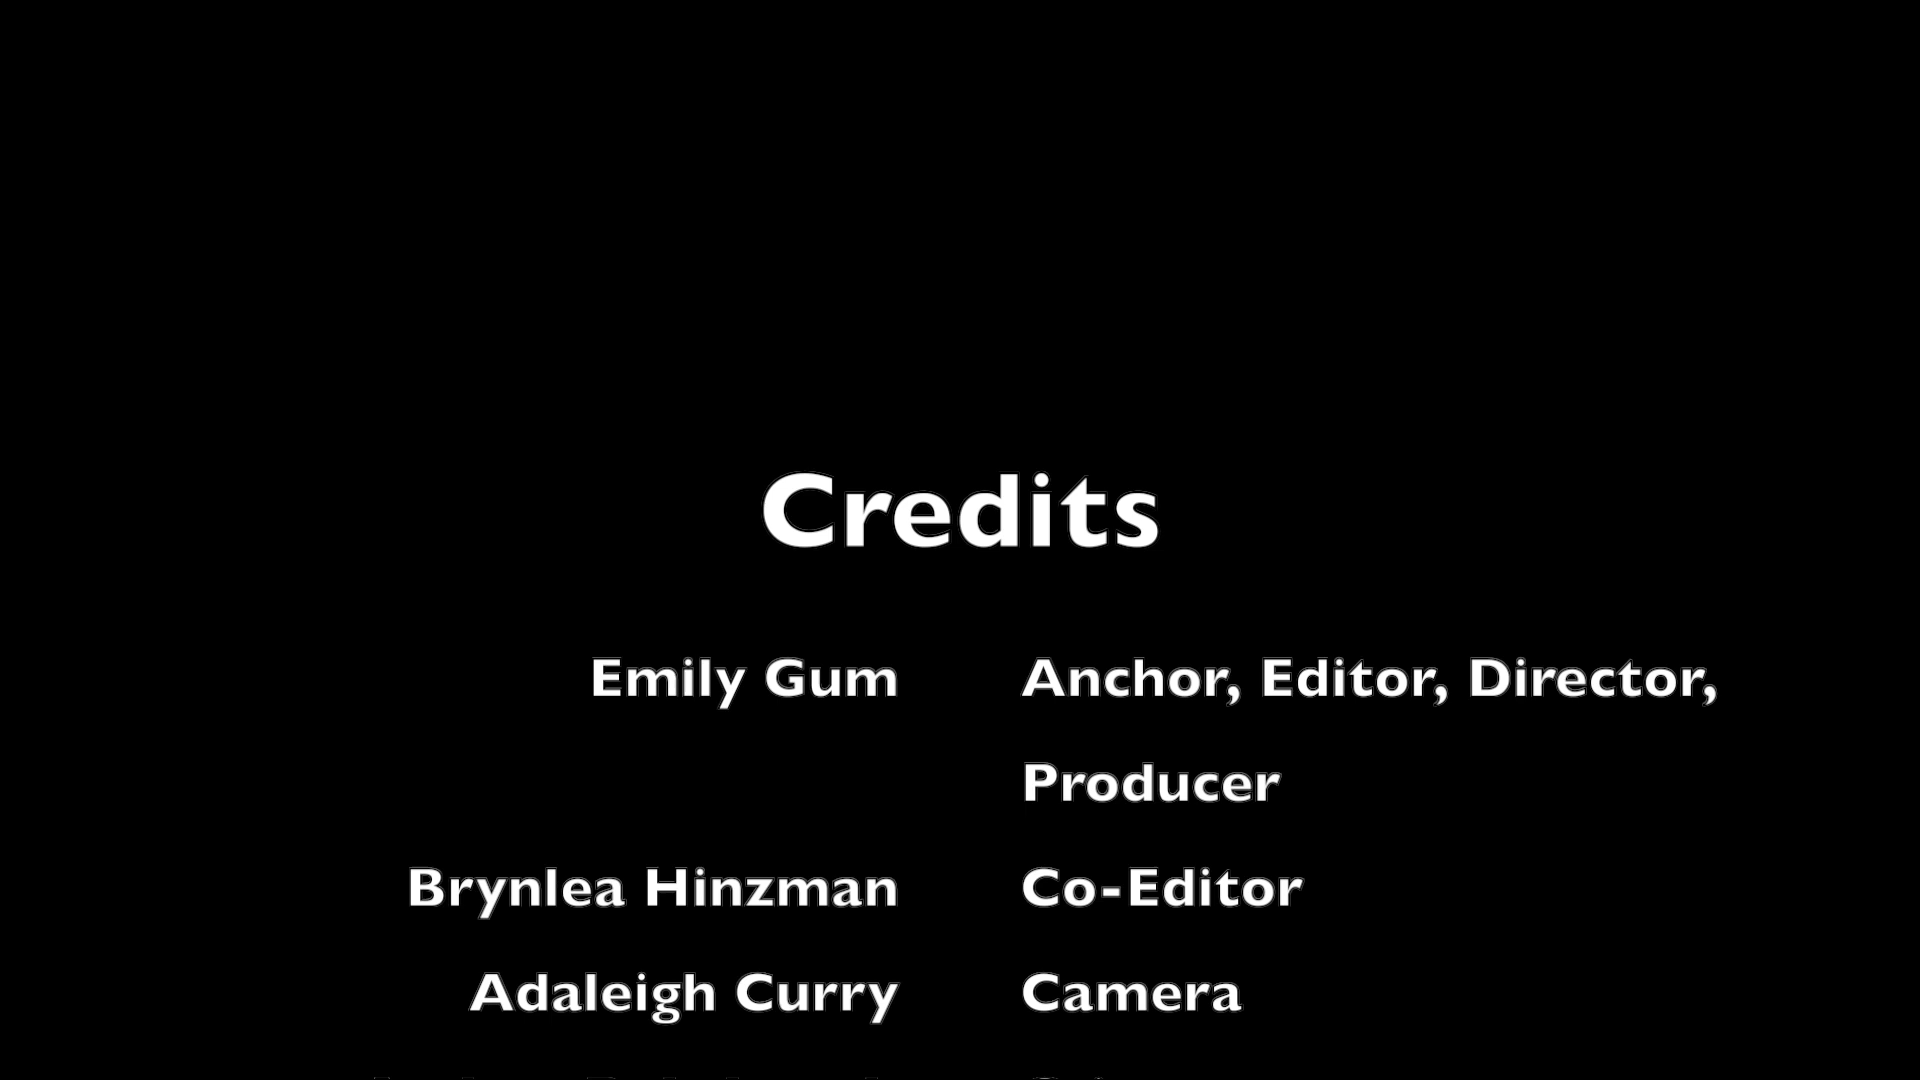 Credits
Emily Gum Anchor, Editor, Director,
Producer
Brynlea Hinzman Co-Editor
Adaleigh Curry Camera